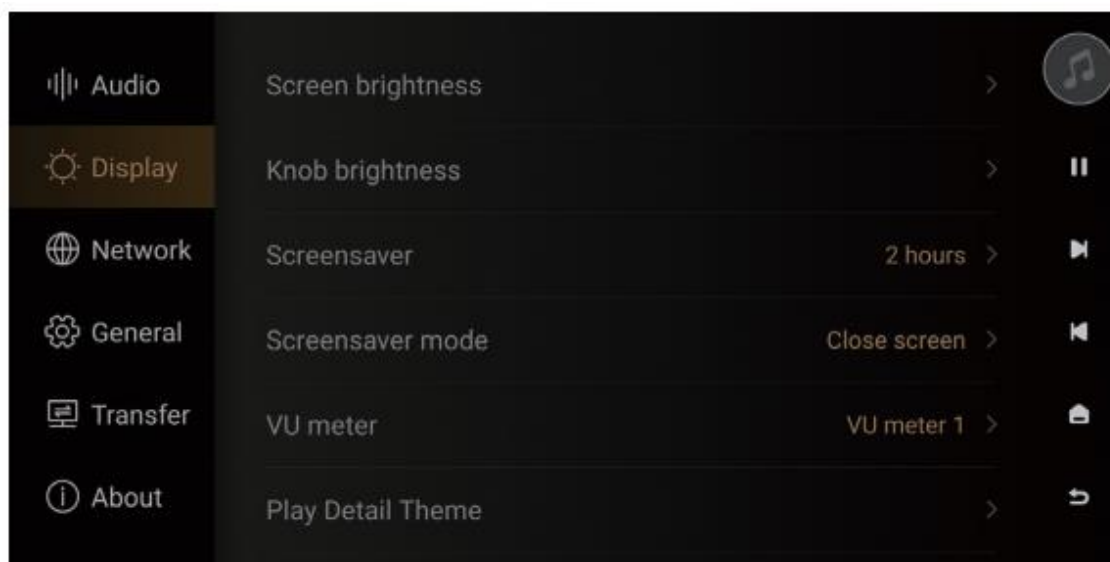 Audio
Display
Network
General
Transfer
About
Screen brightness
Knob brightness
Screensaver 2 hours
Screensaver mode Close screen
VU meter VU meter 1
Play Detail Theme